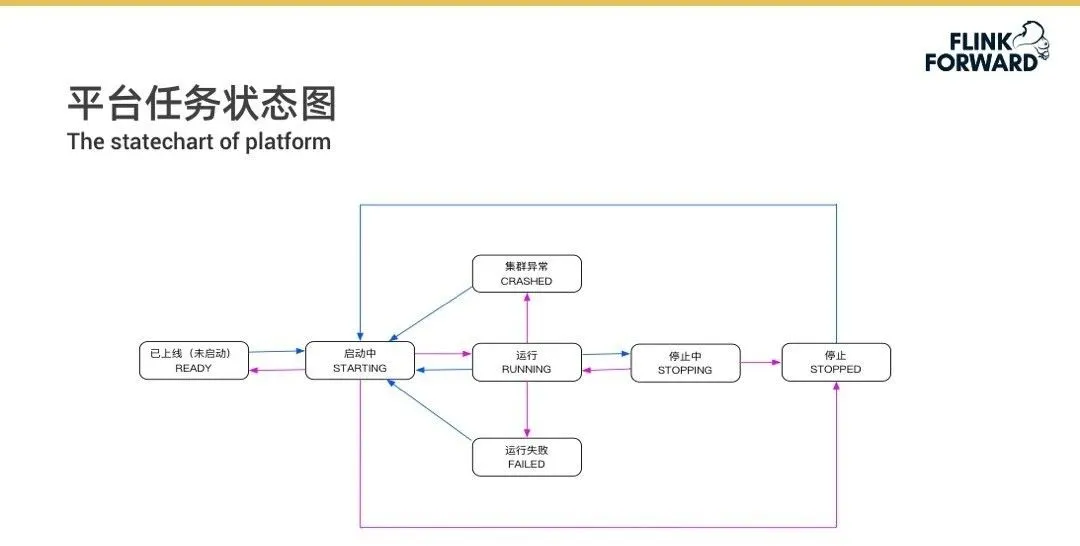 FLINK
FORWARD
平台任务状态图
The statechart of platform
集群异常
CRASHED
已上线（未启动）
READY
启动中
STARTING
运行
RUNNING
停止中
STOPPING
停止
STOPPED
运行失败
FAILED